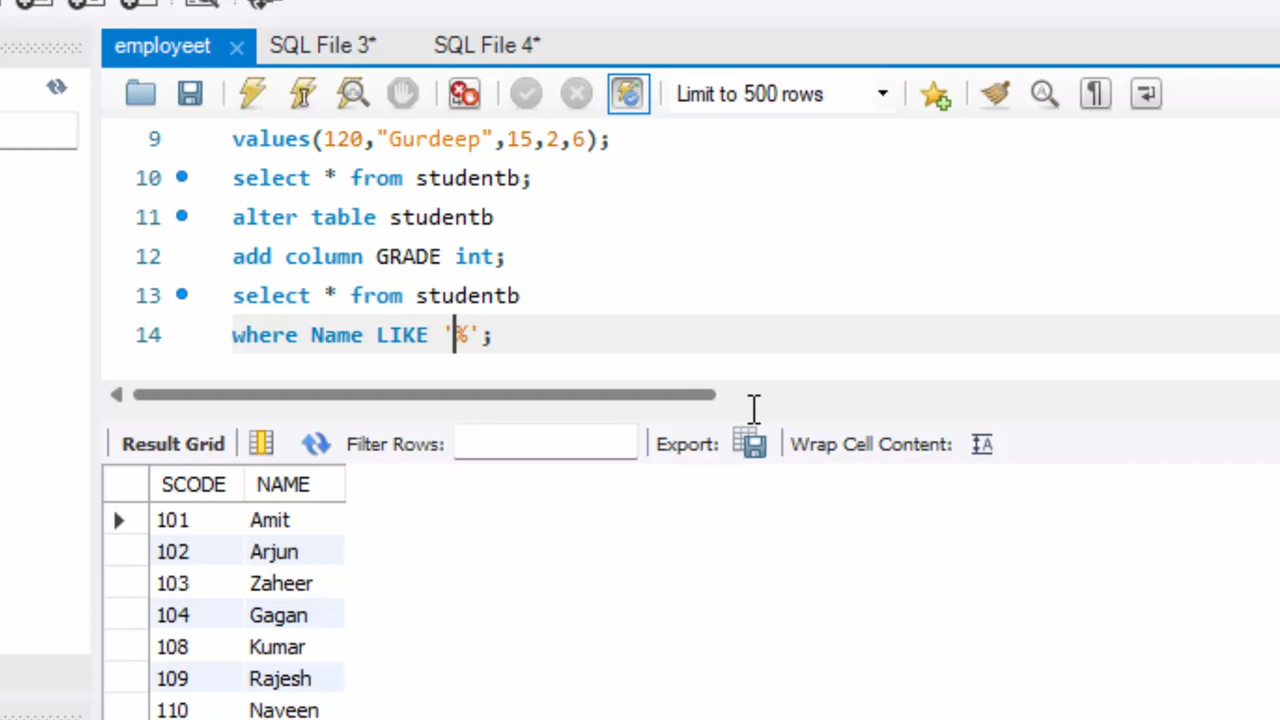 employeet SQL File 3* SQL File 4*
Limit to 500 rows
9 values(120,"Gurdeep",15,2,6);
10 select * from studentb;
11 alter table studentb
12 add column GRADE int;
13 select * from studentb
14 where Name LIKE '%';
Result Grid Filter Rows: Export: Wrap Cell Content:
SCODE NAME
101 Amit
102 Arjun
103 Zaheer
104 Gagan
108 Kumar
109 Rajesh
110 Naveen